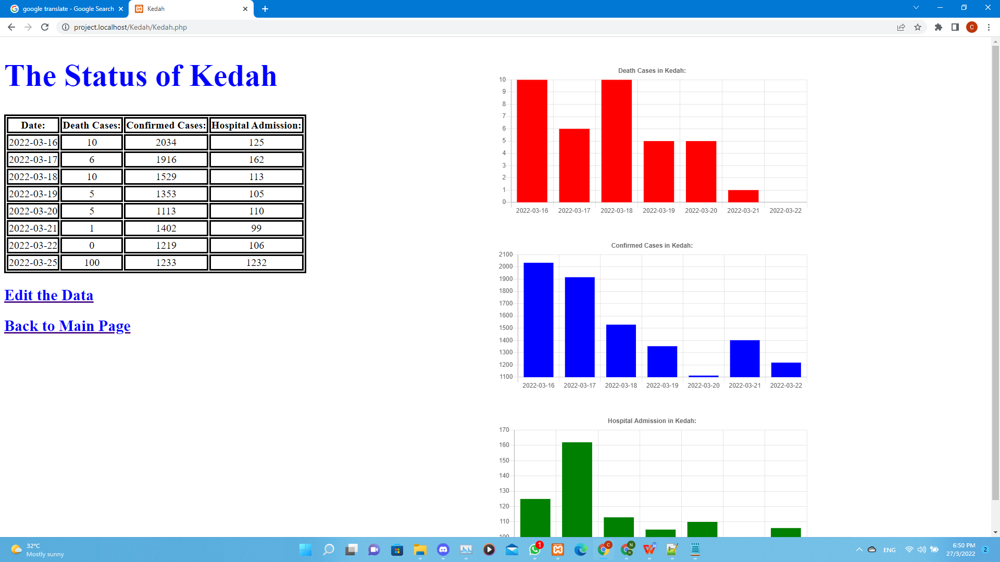 google translate - Google Search
Kedah
project.localhost/Kedah/Kedah.php
C
The Status of Kedah
Date: Death Cases: Confirmed Cases: Hospital Admission:
2022-03-16 10 2034 125
2022-03-17 6 1916 162
2022-03-18 10 1529 113
2022-03-19 5 1353 105
2022-03-20 5 1113 110
2022-03-21 1 1402 99
2022-03-22 0 1219 106
2022-03-25 100 1233 1232
Edit the Data
Back to Main Page
Death Cases in Kedah:
10
9
8
7
6
5
4
3
2
1
0
2022-03-16 2022-03-17 2022-03-18 2022-03-19 2022-03-20 2022-03-21 2022-03-22
Confirmed Cases in Kedah:
2100
2000
1900
1800
1700
1600
1500
1400
1300
1200
1100
2022-03-16 2022-03-17 2022-03-18 2022-03-19 2022-03-20 2022-03-21 2022-03-22
Hospital Admission in Kedah:
170
160
150
140
130
120
110
100
32°C
Mostly sunny
1
C
N
N
ENG
6:50 PM
27/3/2022
2